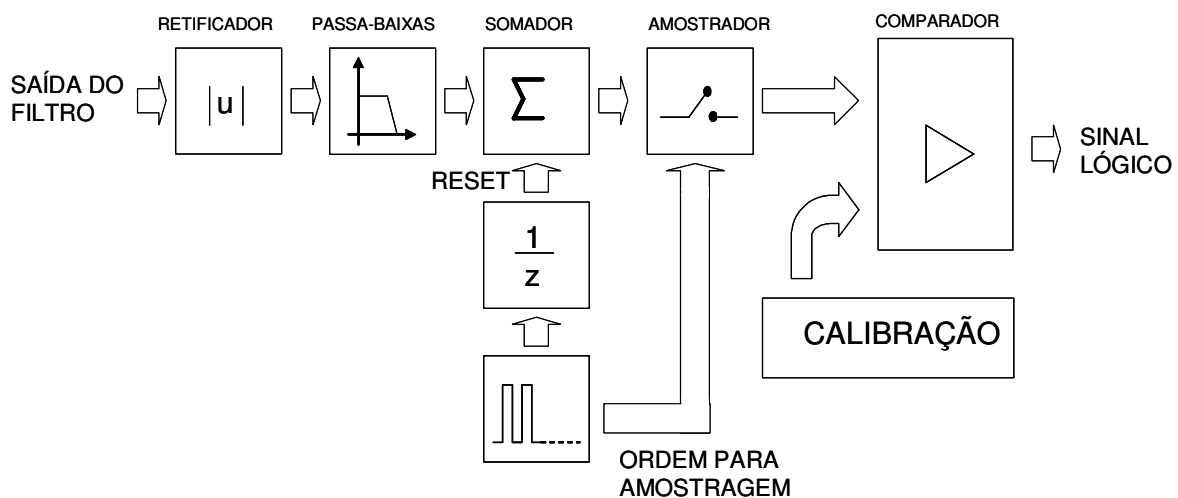 RETIFICADOR
PASSA-BAIXAS
SOMADOR
AMOSTRADOR
COMPARADOR
SAÍDA DO
FILTRO
|u|
Σ
SINAL
LÓGICO
RESET
1
z
CALIBRAÇÃO
ORDEM PARA
AMOSTRAGEM